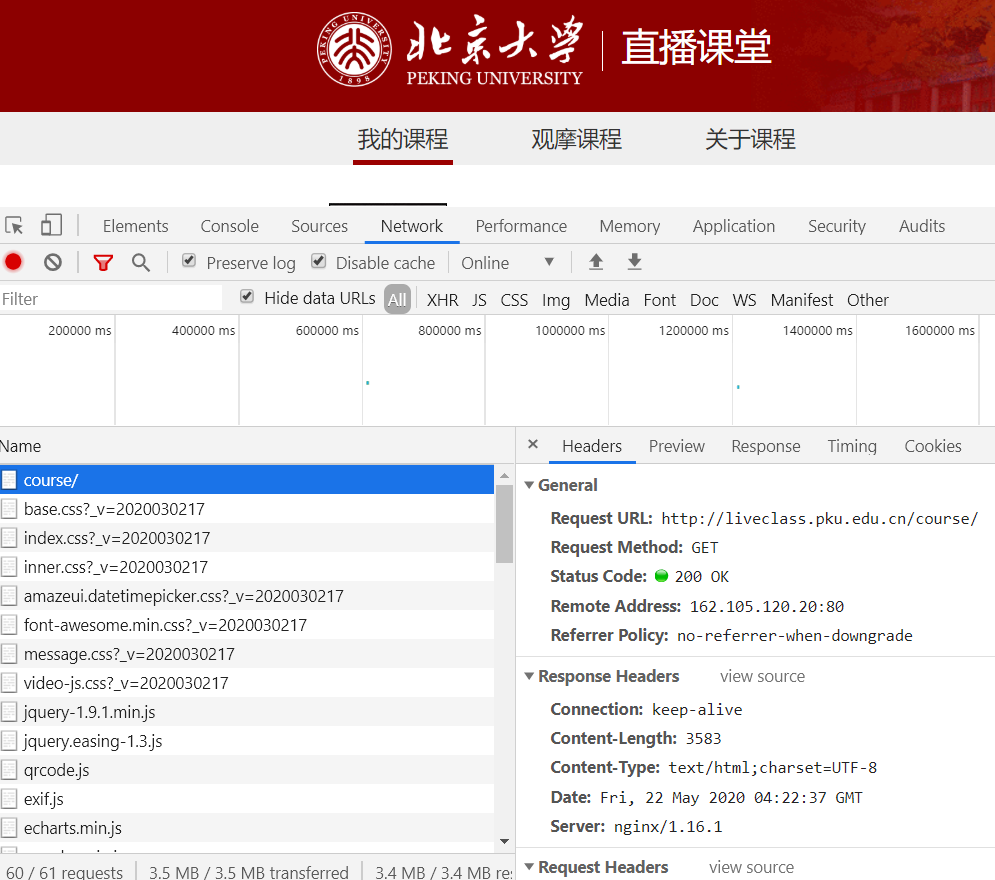 北京大学 直播课堂
PEKING UNIVERSITY
PEKING UNIVERSITY 1898
我的课程 观摩课程 关于课程
Elements Console Sources Network Performance Memory Application Security Audits
Preserve log Disable cache Online
Filter Hide data URLs All XHR JS CSS Img Media Font Doc WS Manifest Other
200000 ms 400000 ms 600000 ms 800000 ms 1000000 ms 1200000 ms 1400000 ms 1600000 ms
Name
course/
base.css?_v=2020030217
index.css?_v=2020030217
inner.css?_v=2020030217
amazeui.datetimepicker.css?_v=2020030217
font-awesome.min.css?_v=2020030217
message.css?_v=2020030217
video-js.css?_v=2020030217
jquery-1.9.1.min.js
jquery.easing-1.3.js
qrcode.js
exif.js
echarts.min.js
60 / 61 requests 3.5 MB / 3.5 MB transferred 3.4 MB / 3.4 MB res
× Headers Preview Response Timing Cookies
General
Request URL: http://liveclass.pku.edu.cn/course/
Request Method: GET
Status Code: 200 OK
Remote Address: 162.105.120.20:80
Referrer Policy: no-referrer-when-downgrade
Response Headers view source
Connection: keep-alive
Content-Length: 3583
Content-Type: text/html;charset=UTF-8
Date: Fri, 22 May 2020 04:22:37 GMT
Server: nginx/1.16.1
Request Headers view source